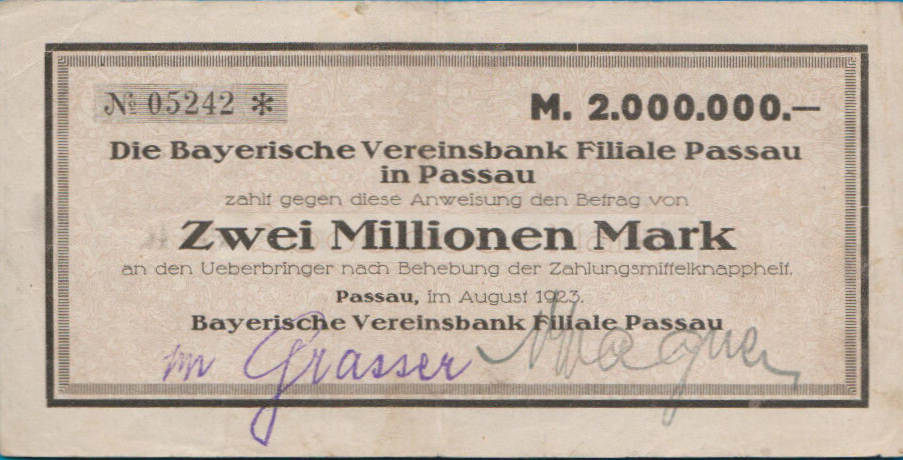 № 05242 *
M. 2.000.000.—
Die Bayerische Vereinsbank Filiale Passau
in Passau
zahlt gegen diese Anweisung den Betrag von
Zwei Millionen Mark
an den Ueberbringer nach Behebung der Zahlungsmittelknappheit.
Passau, im August 1923.
Bayerische Vereinsbank Filiale Passau
Grasser Wagner